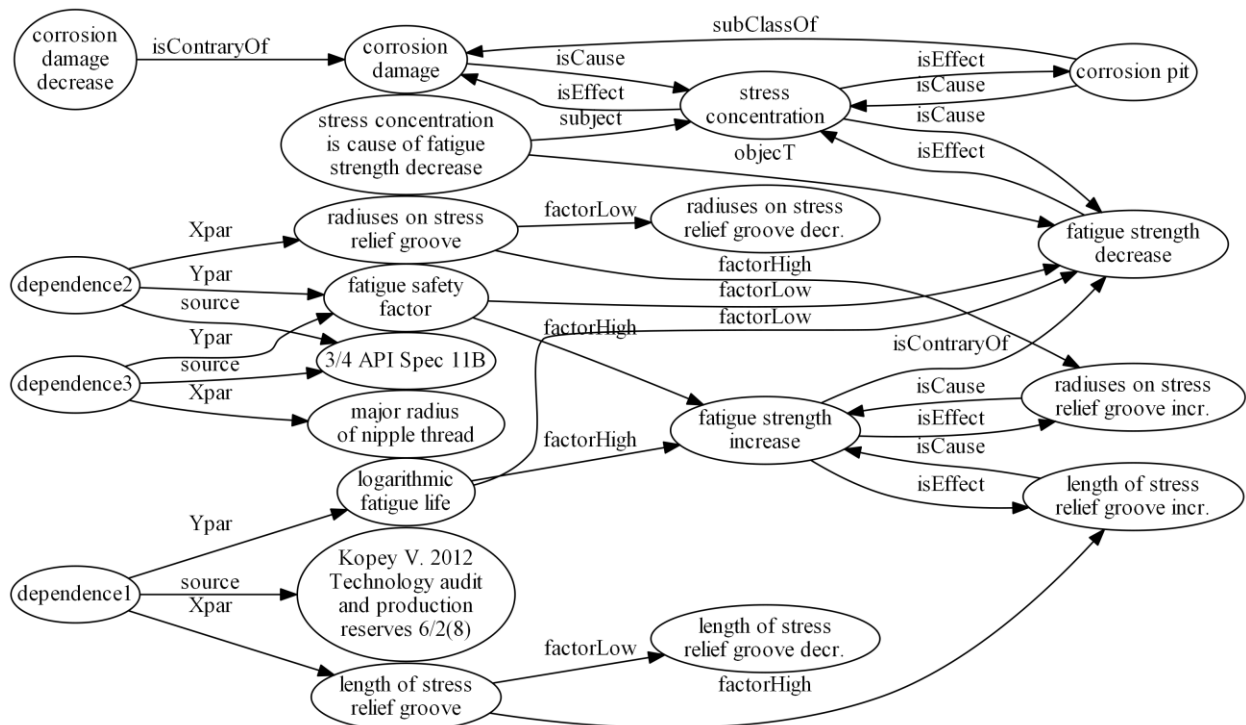 subClassOf
corrosion
damage
decrease
isContraryOf
corrosion
damage
isCause
isEffect
stress
concentration
isEffect
isCause
corrosion pit
stress concentration
is cause of fatigue
strength decrease
subject
objecT
isCause
isEffect
fatigue strength
decrease
dependence2
Xpar
Ypar
source
radiuses on stress
relief groove
factorLow
radiuses on stress
relief groove decr.
factorHigh
fatigue safety
factor
factorLow
factorHigh
factorLow
dependence3
Ypar
source
Xpar
3/4 API Spec 11B
major radius
of nipple thread
isContraryOf
fatigue strength
increase
isCause
isEffect
radiuses on stress
relief groove incr.
isCause
isEffect
length of stress
relief groove incr.
logarithmic
fatigue life
factorHigh
dependence1
Ypar
source
Xpar
Kopey V. 2012
Technology audit
and production
reserves 6/2(8)
length of stress
relief groove
factorLow
length of stress
relief groove decr.
factorHigh